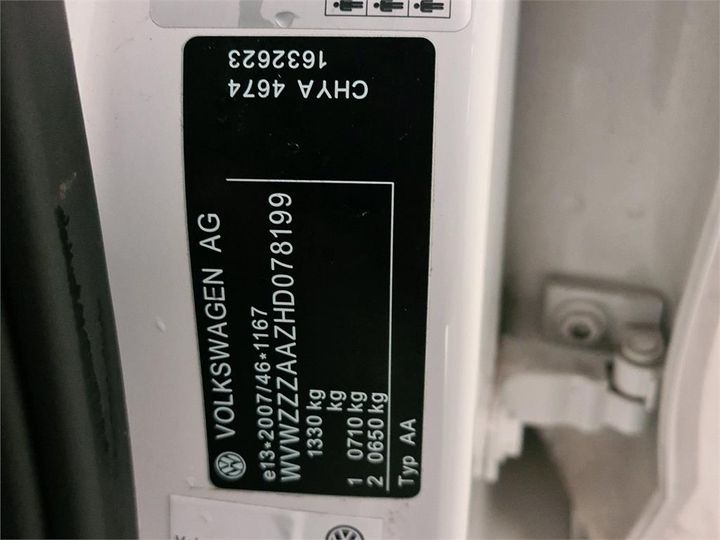 VOLKSWAGEN AG
e13*2007/46*1167
WVWZZZAAZHD078199
1330 kg
kg
1 0710 kg
2 0650 kg
Typ AA
CHYA 4674
1632623